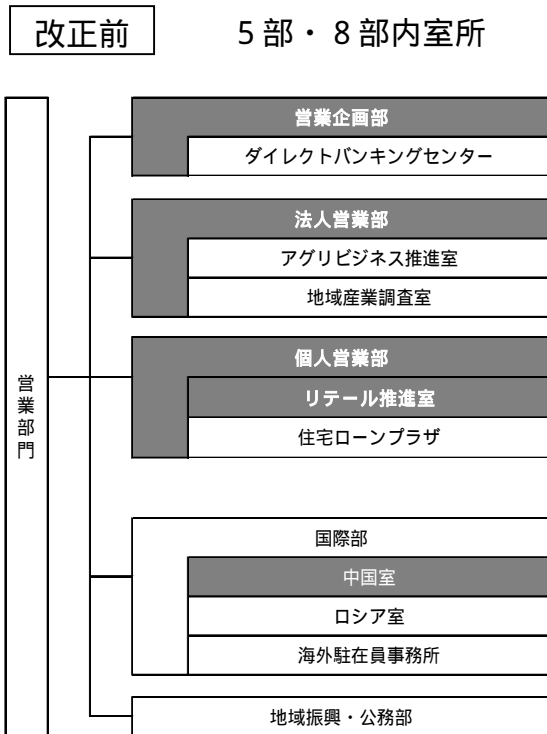 改正前
5部・8部内室所
営業部門
営業企画部
ダイレクトバンキングセンター
法人営業部
アグリビジネス推進室
地域産業調査室
個人営業部
リテール推進室
住宅ローンプラザ
国際部
中国室
ロシア室
海外駐在員事務所
地域振興・公務部